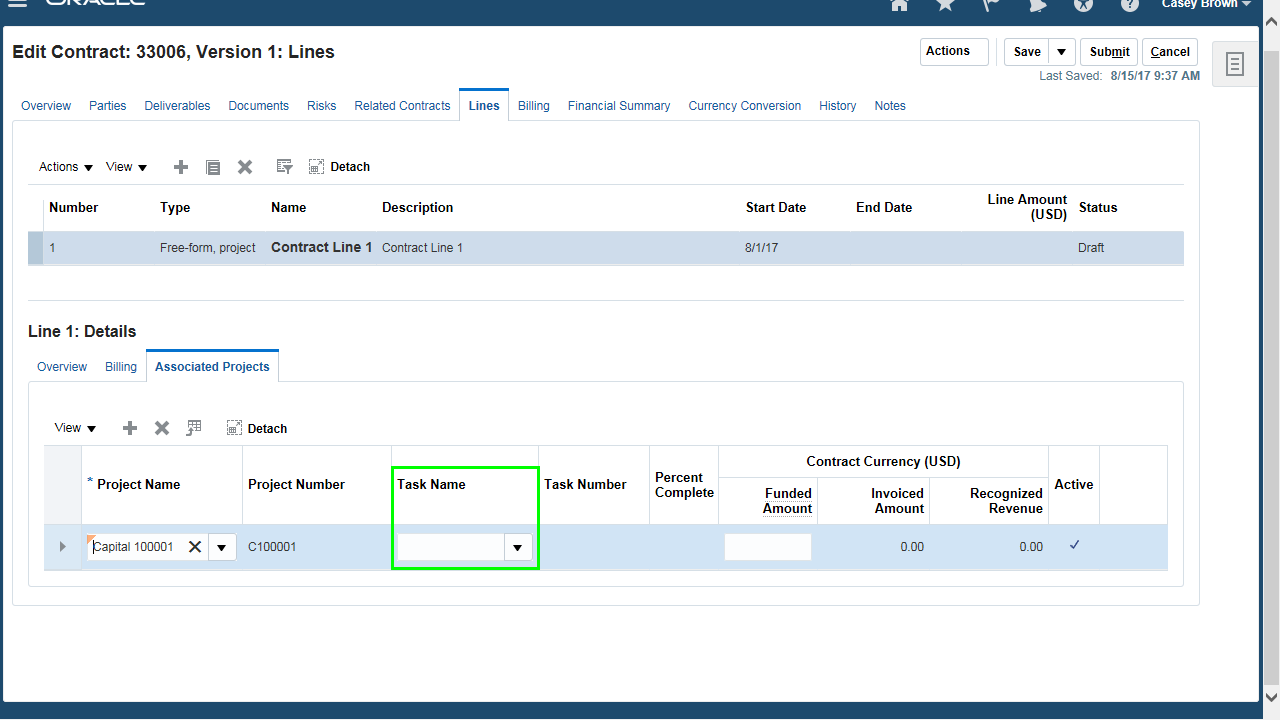 ORACLE
Casey Brown
Edit Contract: 33006, Version 1: Lines
Actions Save Submit Cancel
Last Saved: 8/15/17 9:37 AM
Overview Parties Deliverables Documents Risks Related Contracts Lines Billing Financial Summary Currency Conversion History Notes
Actions View Detach
Number Type Name Description Start Date End Date Line Amount (USD) Status
1 Free-form, project Contract Line 1 Contract Line 1 8/1/17 Draft
Line 1: Details
Overview Billing Associated Projects
View Detach
* Project Name Project Number Task Name Task Number Percent Complete Contract Currency (USD) Active
Funded Amount Invoiced Amount Recognized Revenue
Capital 100001 C100001 0.00 0.00